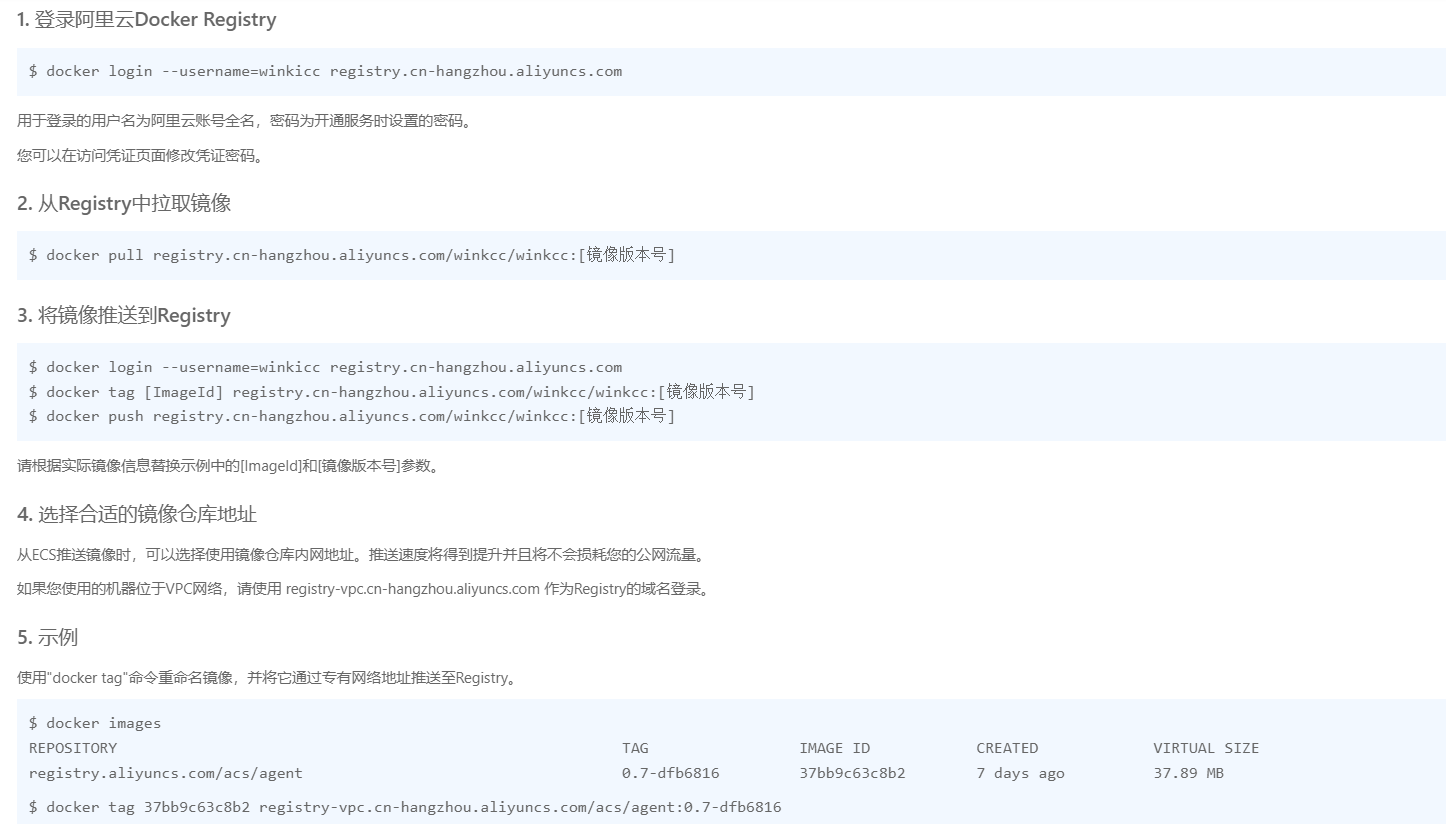 1. 登录阿里云Docker Registry
$ docker login --username=winkicc registry.cn-hangzhou.aliyuncs.com
用于登录的用户名为阿里云账号全名，密码为开通服务时设置的密码。
您可以在访问凭证页面修改凭证密码。
2. 从Registry中拉取镜像
$ docker pull registry.cn-hangzhou.aliyuncs.com/winkcc/winkcc:[镜像版本号]
3. 将镜像推送到Registry
$ docker login --username=winkicc registry.cn-hangzhou.aliyuncs.com
$ docker tag [ImageId] registry.cn-hangzhou.aliyuncs.com/winkcc/winkcc:[镜像版本号]
$ docker push registry.cn-hangzhou.aliyuncs.com/winkcc/winkcc:[镜像版本号]
请根据实际镜像信息替换示例中的[ImageId]和[镜像版本号]参数。
4. 选择合适的镜像仓库地址
从ECS推送镜像时，可以选择使用镜像仓库内网地址。推送速度将得到提升并且将不会损耗您的公网流量。
如果您使用的机器位于VPC网络，请使用 registry-vpc.cn-hangzhou.aliyuncs.com 作为Registry的域名登录。
5. 示例
使用"docker tag"命令重命名镜像，并将它通过专有网络地址推送至Registry。
$ docker images
REPOSITORY TAG IMAGE ID CREATED VIRTUAL SIZE
registry.aliyuncs.com/acs/agent 0.7-dfb6816 37bb9c63c8b2 7 days ago 37.89 MB
$ docker tag 37bb9c63c8b2 registry-vpc.cn-hangzhou.aliyuncs.com/acs/agent:0.7-dfb6816